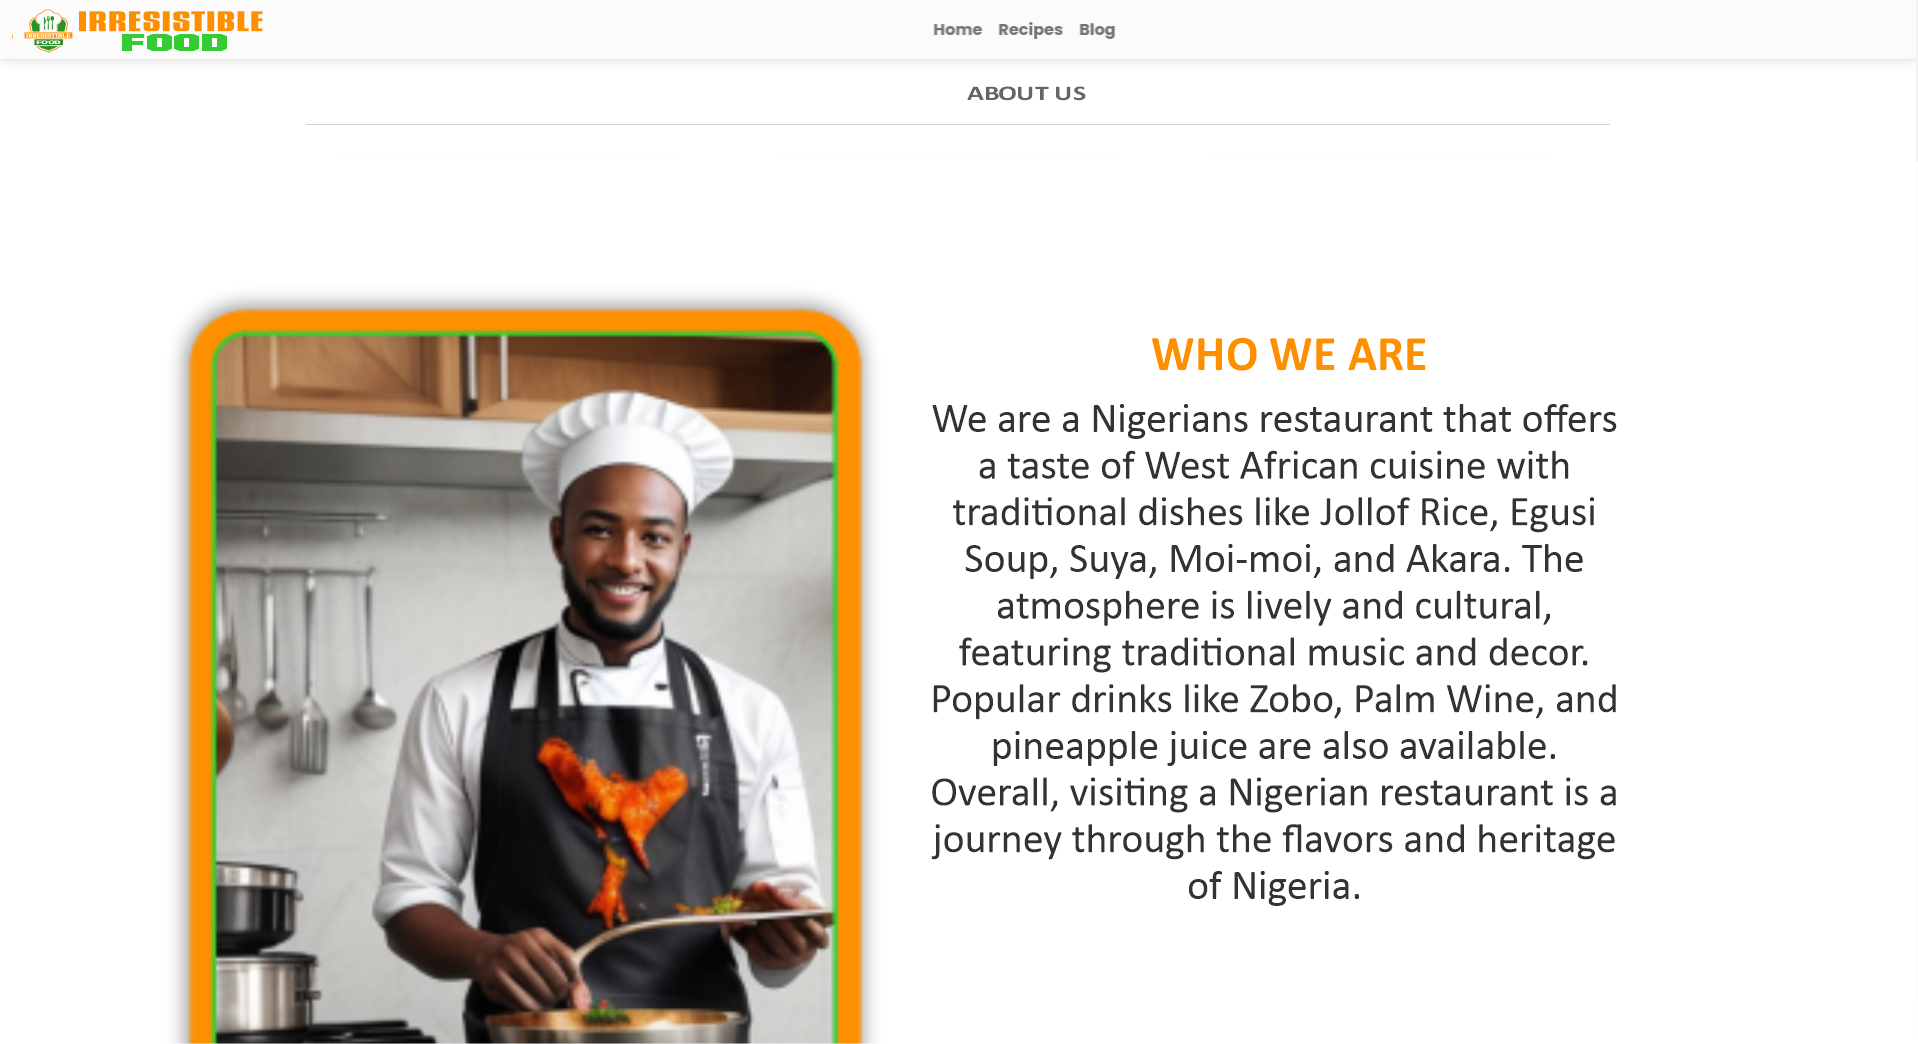 IRRESISTIBLE
FOOD
IRRESISTIBLE
FOOD
Home Recipes Blog
ABOUT US
WHO WE ARE
We are a Nigerians restaurant that offers
a taste of West African cuisine with
traditional dishes like Jollof Rice, Egusi
Soup, Suya, Moi-moi, and Akara. The
atmosphere is lively and cultural,
featuring traditional music and decor.
Popular drinks like Zobo, Palm Wine, and
pineapple juice are also available.
Overall, visiting a Nigerian restaurant is a
journey through the flavors and heritage
of Nigeria.